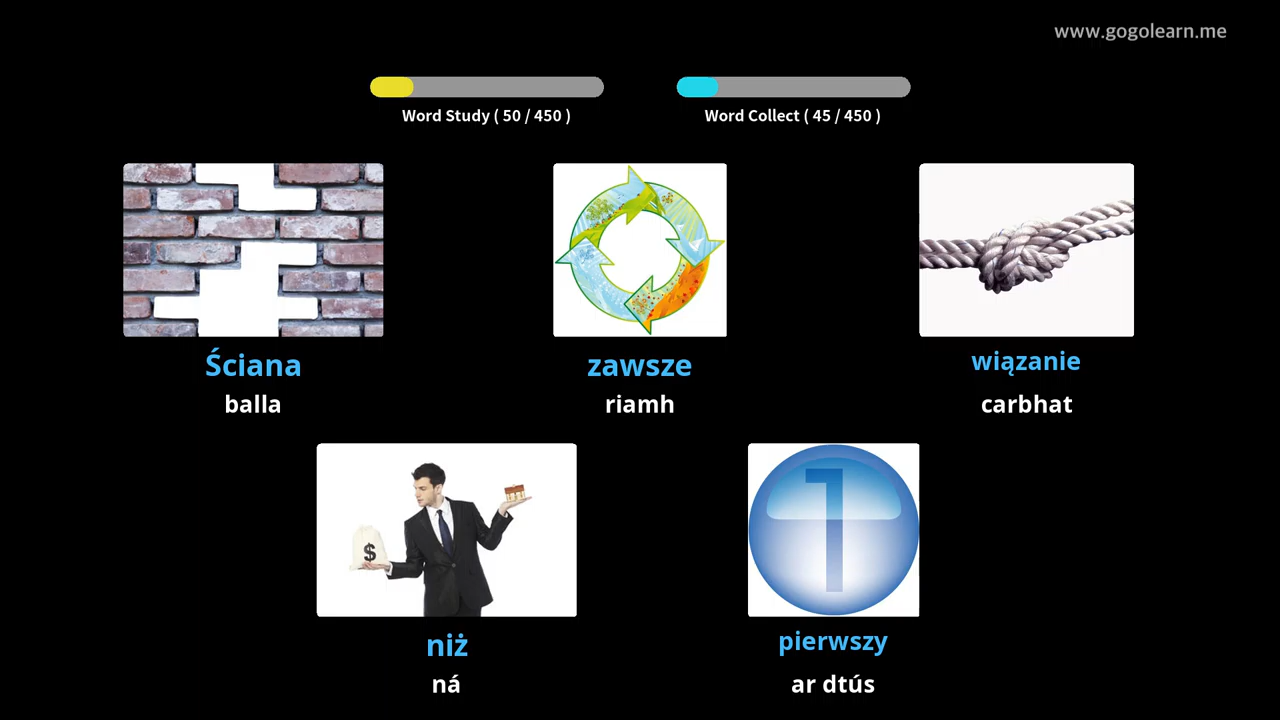 www.gogolearn.me
Word Study ( 50 / 450 )
Word Collect ( 45 / 450 )
Ściana
zawsze
wiązanie
balla
riamh
carbhat
$
1
niż
pierwszy
ná
ar dtús